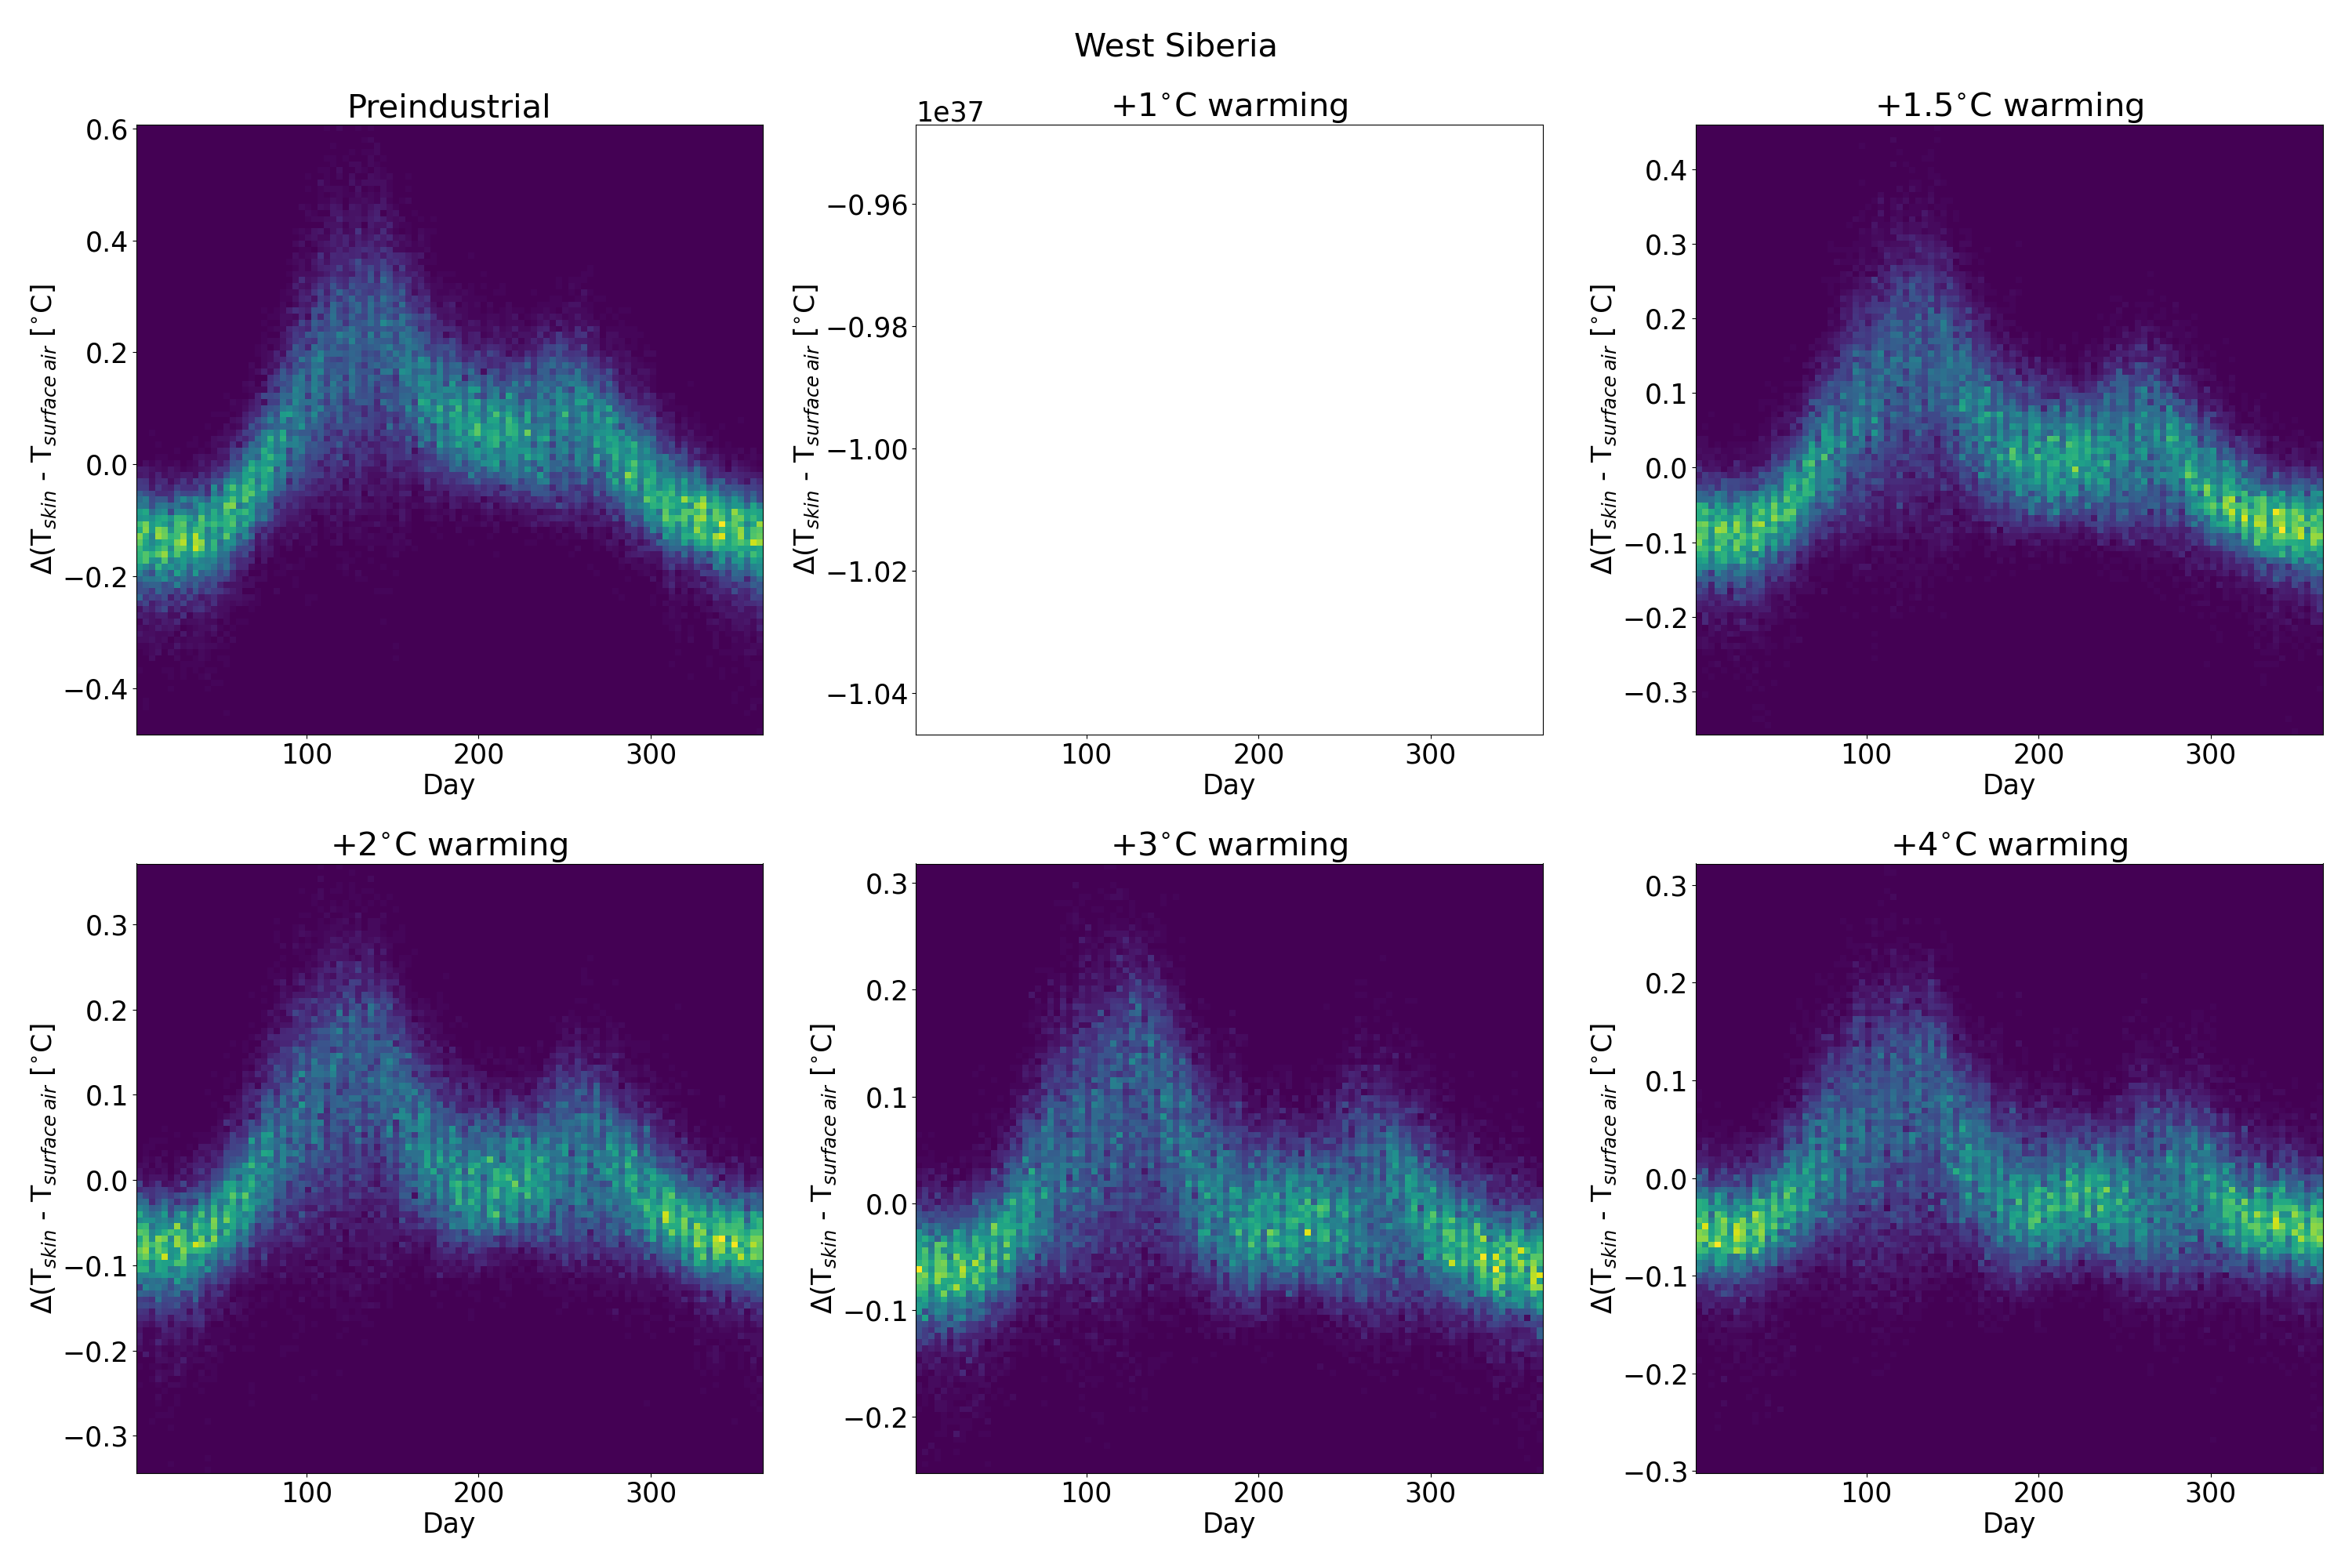 West Siberia
Preindustrial
Δ(T_skin - T_surface air [°C]
0.6
0.4
0.2
0.0
−0.2
−0.4
100 200 300
Day
+1°C warming
1e37
Δ(T_skin - T_surface air [°C]
−0.96
−0.98
−1.00
−1.02
−1.04
100 200 300
Day
+1.5°C warming
Δ(T_skin - T_surface air [°C]
0.4
0.3
0.2
0.1
0.0
−0.1
−0.2
−0.3
100 200 300
Day
+2°C warming
Δ(T_skin - T_surface air [°C]
0.3
0.2
0.1
0.0
−0.1
−0.2
−0.3
100 200 300
Day
+3°C warming
Δ(T_skin - T_surface air [°C]
0.3
0.2
0.1
0.0
−0.1
−0.2
100 200 300
Day
+4°C warming
Δ(T_skin - T_surface air [°C]
0.3
0.2
0.1
0.0
−0.1
−0.2
−0.3
100 200 300
Day